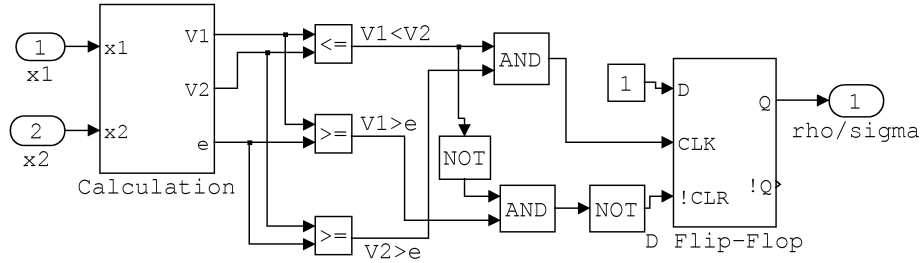 1
x1
2
x2
x1
x2
V1
V2
e
Calculation
<=
V1<V2
>=
V1>e
>=
V2>e
AND
NOT
AND
NOT
1
D
CLK
!CLR
Q
!Q
D Flip-Flop
1
rho/sigma